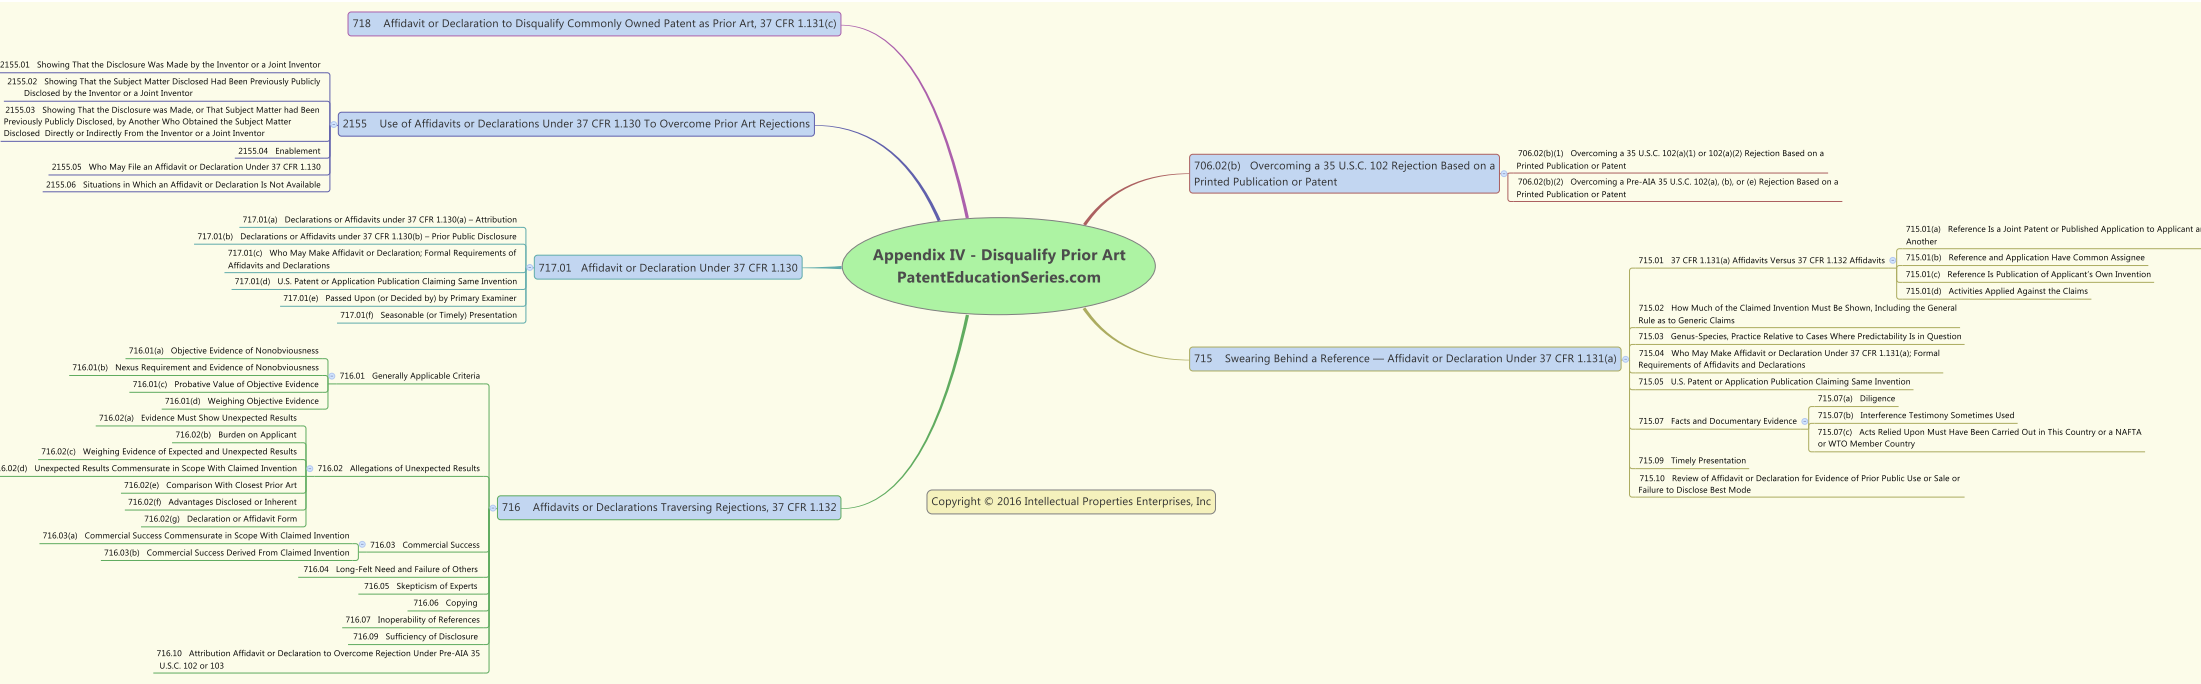 718 Affidavit or Declaration to Disqualify Commonly Owned Patent as Prior Art, 37 CFR 1.131(c)
2155.01 Showing That the Disclosure Was Made by the Inventor or a Joint Inventor
2155.02 Showing That the Subject Matter Disclosed Had Been Previously Publicly
Disclosed by the Inventor or a Joint Inventor
2155.03 Showing That the Disclosure was Made, or That Subject Matter had Been
Previously Publicly Disclosed, by Another Who Obtained the Subject Matter
Disclosed Directly or Indirectly From the Inventor or a Joint Inventor
2155.04 Enablement
2155.05 Who May File an Affidavit or Declaration Under 37 CFR 1.130
2155.06 Situations in Which an Affidavit or Declaration Is Not Available
2155 Use of Affidavits or Declarations Under 37 CFR 1.130 To Overcome Prior Art Rejections
717.01(a) Declarations or Affidavits under 37 CFR 1.130(a) – Attribution
717.01(b) Declarations or Affidavits under 37 CFR 1.130(b) – Prior Public Disclosure
717.01(c) Who May Make Affidavit or Declaration; Formal Requirements of
Affidavits and Declarations
717.01(d) U.S. Patent or Application Publication Claiming Same Invention
717.01(e) Passed Upon (or Decided by) by Primary Examiner
717.01(f) Seasonable (or Timely) Presentation
717.01 Affidavit or Declaration Under 37 CFR 1.130
716.01(a) Objective Evidence of Nonobviousness
716.01(b) Nexus Requirement and Evidence of Nonobviousness
716.01(c) Probative Value of Objective Evidence
716.01(d) Weighing Objective Evidence
716.01 Generally Applicable Criteria
716.02(a) Evidence Must Show Unexpected Results
716.02(b) Burden on Applicant
716.02(c) Weighing Evidence of Expected and Unexpected Results
6.02(d) Unexpected Results Commensurate in Scope With Claimed Invention
716.02(e) Comparison With Closest Prior Art
716.02(f) Advantages Disclosed or Inherent
716.02(g) Declaration or Affidavit Form
716.02 Allegations of Unexpected Results
716.03(a) Commercial Success Commensurate in Scope With Claimed Invention
716.03(b) Commercial Success Derived From Claimed Invention
716.03 Commercial Success
716.04 Long-Felt Need and Failure of Others
716.05 Skepticism of Experts
716.06 Copying
716.07 Inoperability of References
716.09 Sufficiency of Disclosure
716.10 Attribution Affidavit or Declaration to Overcome Rejection Under Pre-AIA 35
U.S.C. 102 or 103
716 Affidavits or Declarations Traversing Rejections, 37 CFR 1.132
Appendix IV - Disqualify Prior Art
PatentEducationSeries.com
706.02(b) Overcoming a 35 U.S.C. 102 Rejection Based on a
Printed Publication or Patent
706.02(b)(1) Overcoming a 35 U.S.C. 102(a)(1) or 102(a)(2) Rejection Based on a
Printed Publication or Patent
706.02(b)(2) Overcoming a Pre-AIA 35 U.S.C. 102(a), (b), or (e) Rejection Based on a
Printed Publication or Patent
715 Swearing Behind a Reference — Affidavit or Declaration Under 37 CFR 1.131(a)
715.01 37 CFR 1.131(a) Affidavits Versus 37 CFR 1.132 Affidavits
715.01(a) Reference Is a Joint Patent or Published Application to Applicant
Another
715.01(b) Reference and Application Have Common Assignee
715.01(c) Reference Is Publication of Applicant's Own Invention
715.01(d) Activities Applied Against the Claims
715.02 How Much of the Claimed Invention Must Be Shown, Including the General
Rule as to Generic Claims
715.03 Genus-Species, Practice Relative to Cases Where Predictability Is in Question
715.04 Who May Make Affidavit or Declaration Under 37 CFR 1.131(a); Formal
Requirements of Affidavits and Declarations
715.05 U.S. Patent or Application Publication Claiming Same Invention
715.07 Facts and Documentary Evidence
715.07(a) Diligence
715.07(b) Interference Testimony Sometimes Used
715.07(c) Acts Relied Upon Must Have Been Carried Out in This Country or a NAFTA
or WTO Member Country
715.09 Timely Presentation
715.10 Review of Affidavit or Declaration for Evidence of Prior Public Use or Sale or
Failure to Disclose Best Mode
Copyright © 2016 Intellectual Properties Enterprises, Inc